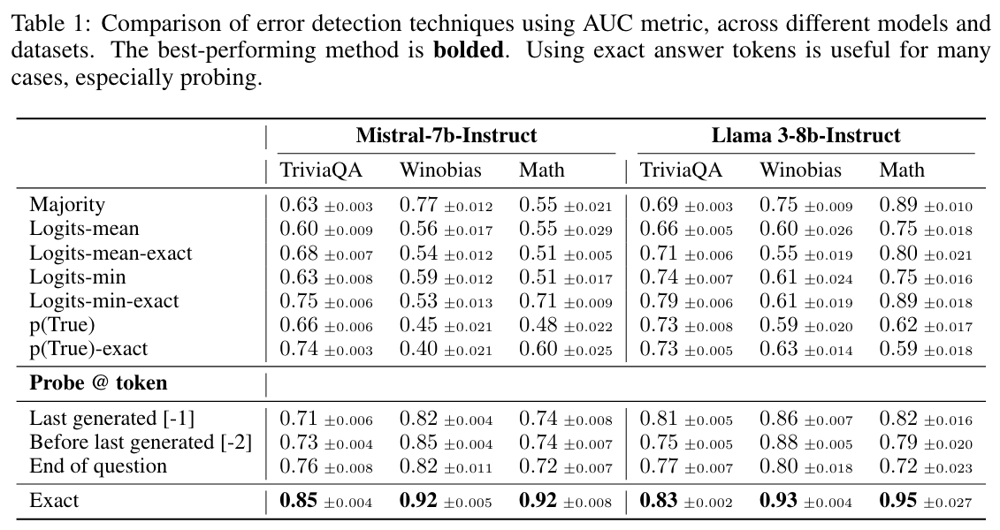 Table 1: Comparison of error detection techniques using AUC metric, across different models and
datasets. The best-performing method is bolded. Using exact answer tokens is useful for many
cases, especially probing.
Mistral-7b-Instruct Llama 3-8b-Instruct
TriviaQA Winobias Math TriviaQA Winobias Math
Majority 0.63 ±0.003 0.77 ±0.012 0.55 ±0.021 0.69 ±0.003 0.75 ±0.009 0.89 ±0.010
Logits-mean 0.60 ±0.009 0.56 ±0.017 0.55 ±0.029 0.66 ±0.005 0.60 ±0.026 0.75 ±0.018
Logits-mean-exact 0.68 ±0.007 0.54 ±0.012 0.51 ±0.005 0.71 ±0.006 0.55 ±0.019 0.80 ±0.021
Logits-min 0.63 ±0.008 0.59 ±0.012 0.51 ±0.017 0.74 ±0.007 0.61 ±0.024 0.75 ±0.016
Logits-min-exact 0.75 ±0.006 0.53 ±0.013 0.71 ±0.009 0.79 ±0.006 0.61 ±0.019 0.89 ±0.018
p(True) 0.66 ±0.006 0.45 ±0.021 0.48 ±0.022 0.73 ±0.008 0.59 ±0.020 0.62 ±0.017
p(True)-exact 0.74 ±0.003 0.40 ±0.021 0.60 ±0.025 0.73 ±0.005 0.63 ±0.014 0.59 ±0.018
Probe @ token
Last generated [-1] 0.71 ±0.006 0.82 ±0.004 0.74 ±0.008 0.81 ±0.005 0.86 ±0.007 0.82 ±0.016
Before last generated [-2] 0.73 ±0.004 0.85 ±0.004 0.74 ±0.007 0.75 ±0.005 0.88 ±0.005 0.79 ±0.020
End of question 0.76 ±0.008 0.82 ±0.011 0.72 ±0.007 0.77 ±0.007 0.80 ±0.018 0.72 ±0.023
Exact 0.85 ±0.004 0.92 ±0.005 0.92 ±0.008 0.83 ±0.002 0.93 ±0.004 0.95 ±0.027